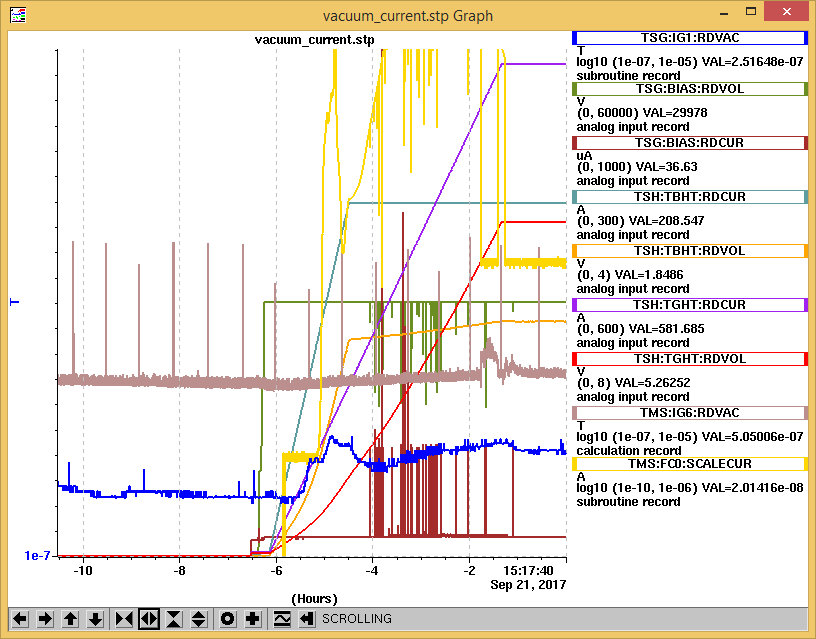 vacuum_current.stp Graph
vacuum_current.stp
TSG:IG1:RDVAC
T
log10 (1e-07, 1e-05) VAL=2.51648e-07
subroutine record
TSG:BIAS:RDVOL
V
(0, 60000) VAL=29978
analog input record
TSG:BIAS:RDCUR
uA
(0, 1000) VAL=36.63
analog input record
TSH:TBHT:RDCUR
A
(0, 300) VAL=208.547
analog input record
TSH:TBHT:RDVOL
V
(0, 4) VAL=1.8486
analog input record
TSH:TGHT:RDCUR
A
(0, 600) VAL=581.685
analog input record
TSH:TGHT:RDVOL
V
(0, 8) VAL=5.26252
analog input record
TMS:IG6:RDVAC
T
log10 (1e-07, 1e-05) VAL=5.05006e-07
calculation record
TMS:FC0:SCALECUR
A
log10 (1e-10, 1e-06) VAL=2.01416e-08
subroutine record
T
1e-7
-10 -8 -6 -4 -2 15:17:40
Sep 21, 2017
(Hours)
SCROLLING